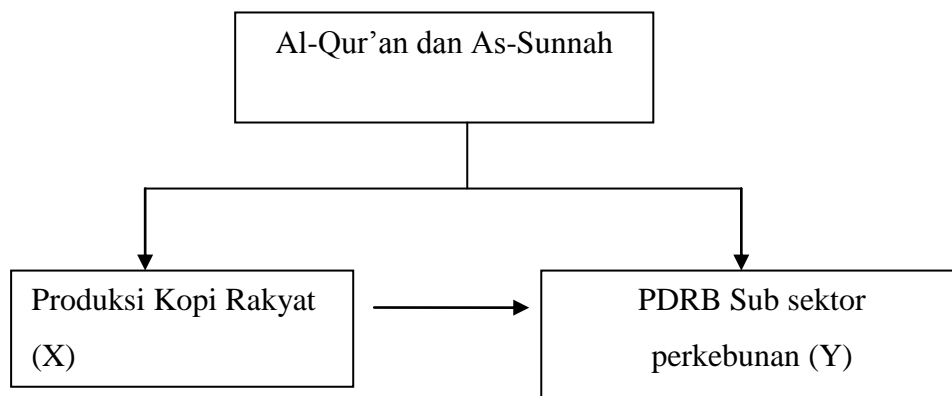 Al-Qur’an dan As-Sunnah
Produksi Kopi Rakyat
(X)
PDRB Sub sektor
perkebunan (Y)